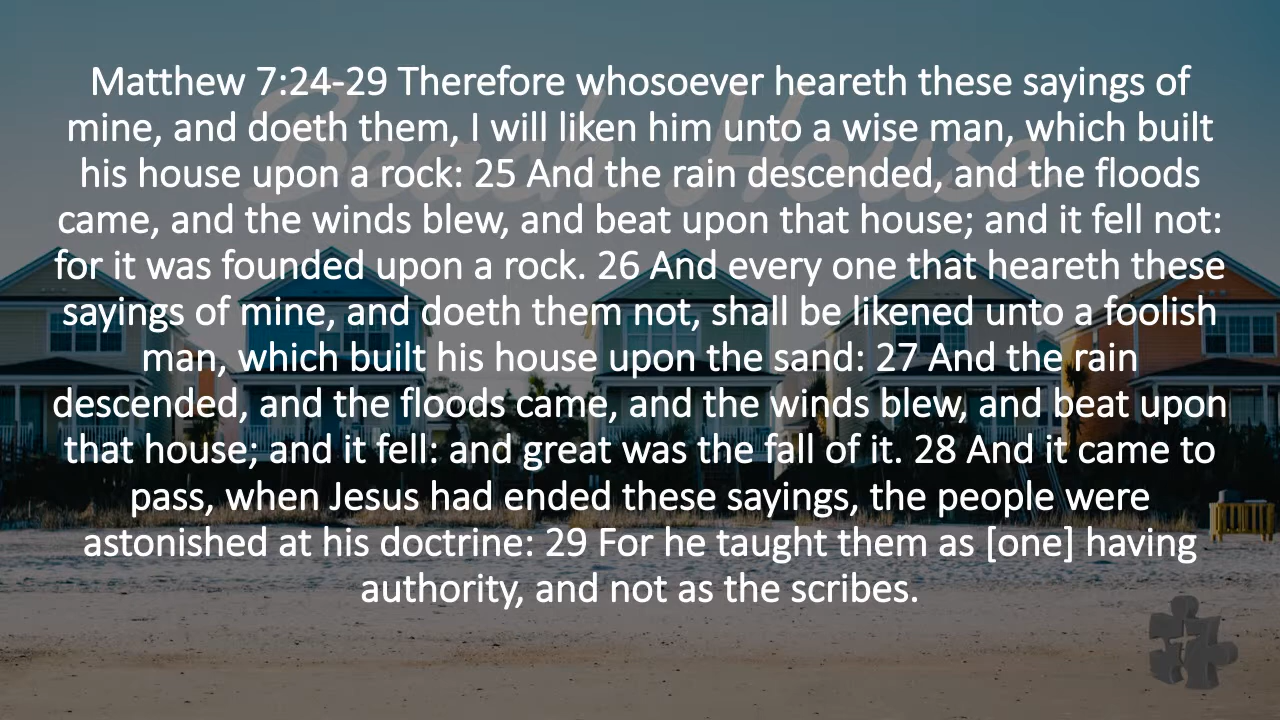 Beach House
Matthew 7:24-29 Therefore whosoever heareth these sayings of
mine, and doeth them, I will liken him unto a wise man, which built
his house upon a rock: 25 And the rain descended, and the floods
came, and the winds blew, and beat upon that house; and it fell not:
for it was founded upon a rock. 26 And every one that heareth these
sayings of mine, and doeth them not, shall be likened unto a foolish
man, which built his house upon the sand: 27 And the rain
descended, and the floods came, and the winds blew, and beat upon
that house; and it fell: and great was the fall of it. 28 And it came to
pass, when Jesus had ended these sayings, the people were
astonished at his doctrine: 29 For he taught them as [one] having
authority, and not as the scribes.